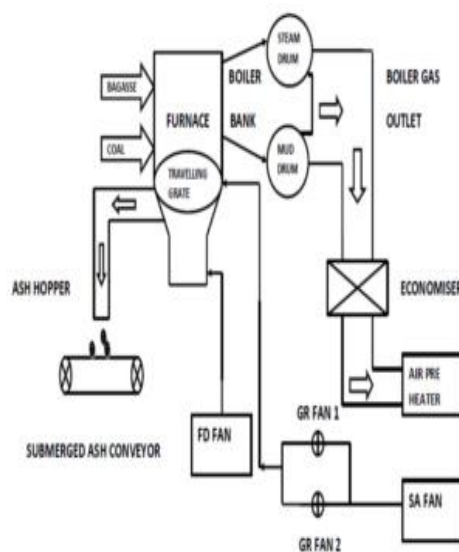 STEAM
DRUM
BOILER
BOILER GAS
BAGASSE
FURNACE
BANK
OUTLET
COAL
MUD
DRUM
TRAVELLING
GRATE
ASH HOPPER
ECONOMISER
AIR PRE
HEATER
GR FAN 1
FD FAN
SUBMERGED ASH CONVEYOR
SA FAN
GR FAN 2